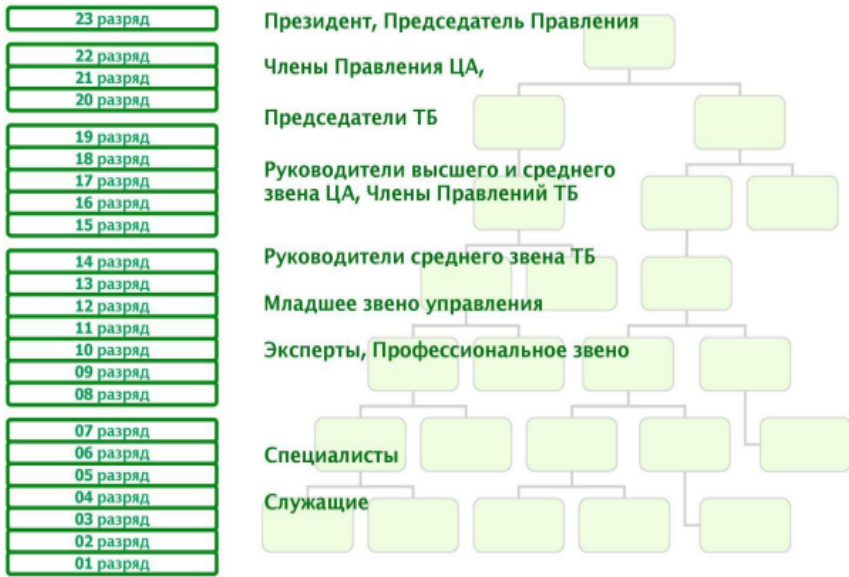 23 разряд
Президент, Председатель Правления
22 разряд
21 разряд
20 разряд
Члены Правления ЦА,
Председатели ТБ
19 разряд
18 разряд
17 разряд
16 разряд
15 разряд
Руководители высшего и среднего
звена ЦА, Члены Правлений ТБ
14 разряд
13 разряд
12 разряд
11 разряд
10 разряд
09 разряд
08 разряд
Руководители среднего звена ТБ
Младшее звено управления
Эксперты, Профессиональное звено
07 разряд
06 разряд
05 разряд
04 разряд
03 разряд
02 разряд
01 разряд
Специалисты
Служащие